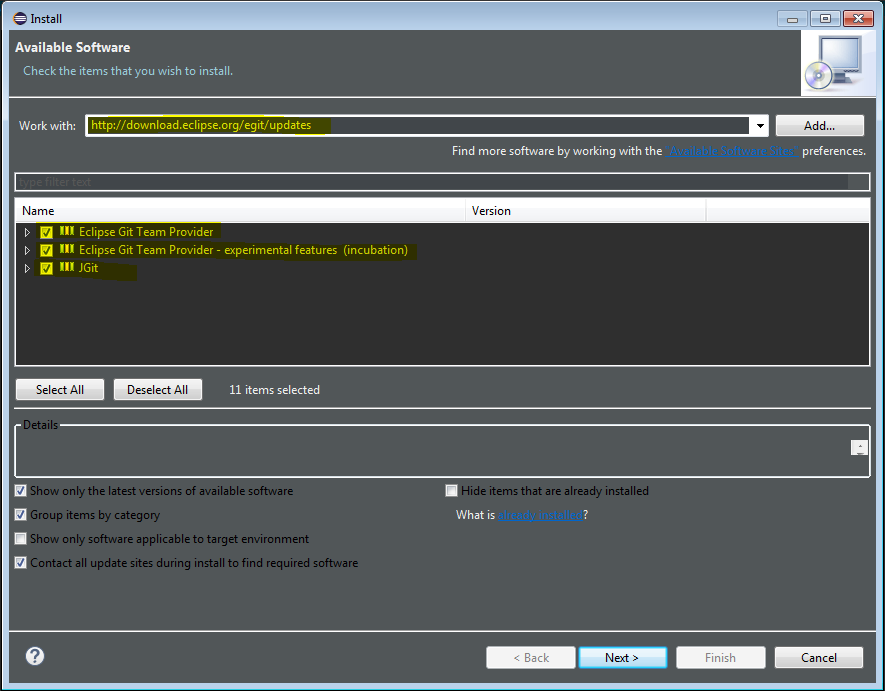 Install
Available Software
Check the items that you wish to install.
Work with: http://download.eclipse.org/egit/updates Add...
Find more software by working with the "Available Software Sites" preferences.
type filter text
Name Version
Eclipse Git Team Provider
Eclipse Git Team Provider - experimental features (incubation)
JGit
Select All Deselect All 11 items selected
Details
Show only the latest versions of available software Hide items that are already installed
Group items by category What is already installed?
Show only software applicable to target environment
Contact all update sites during install to find required software
? < Back Next > Finish Cancel